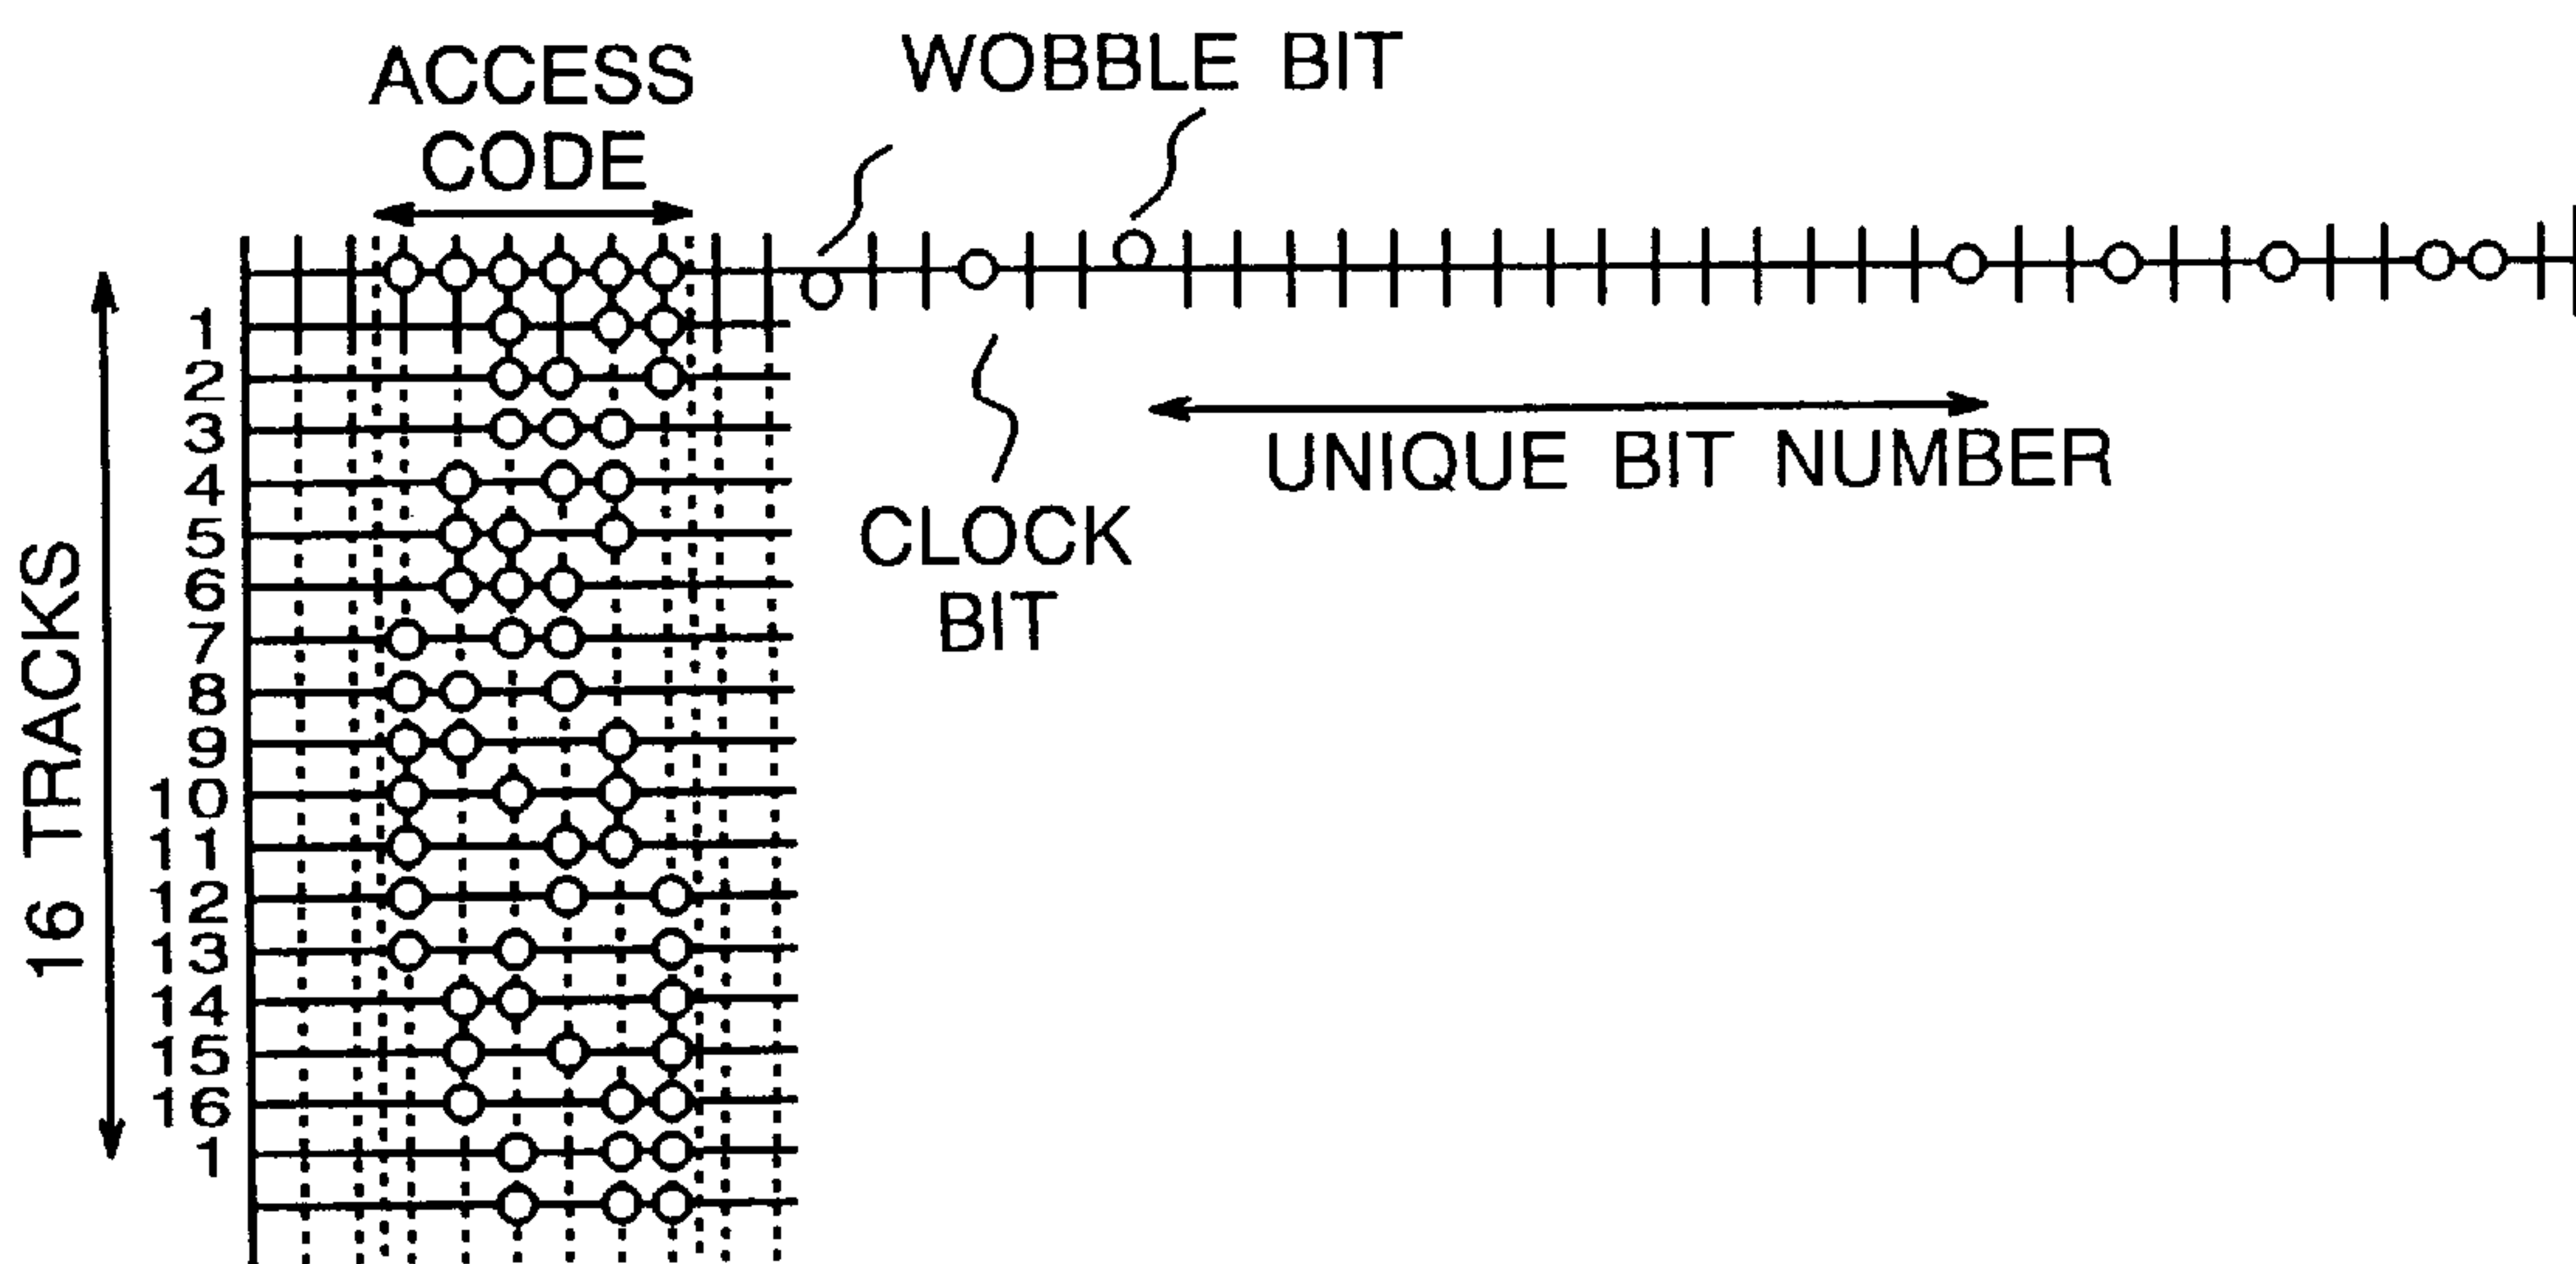 ACCESS
CODE
WOBBLE BIT
UNIQUE BIT NUMBER
CLOCK
BIT
16 TRACKS
1
2
3
4
5
6
7
8
9
10
11
12
13
14
15
16
1